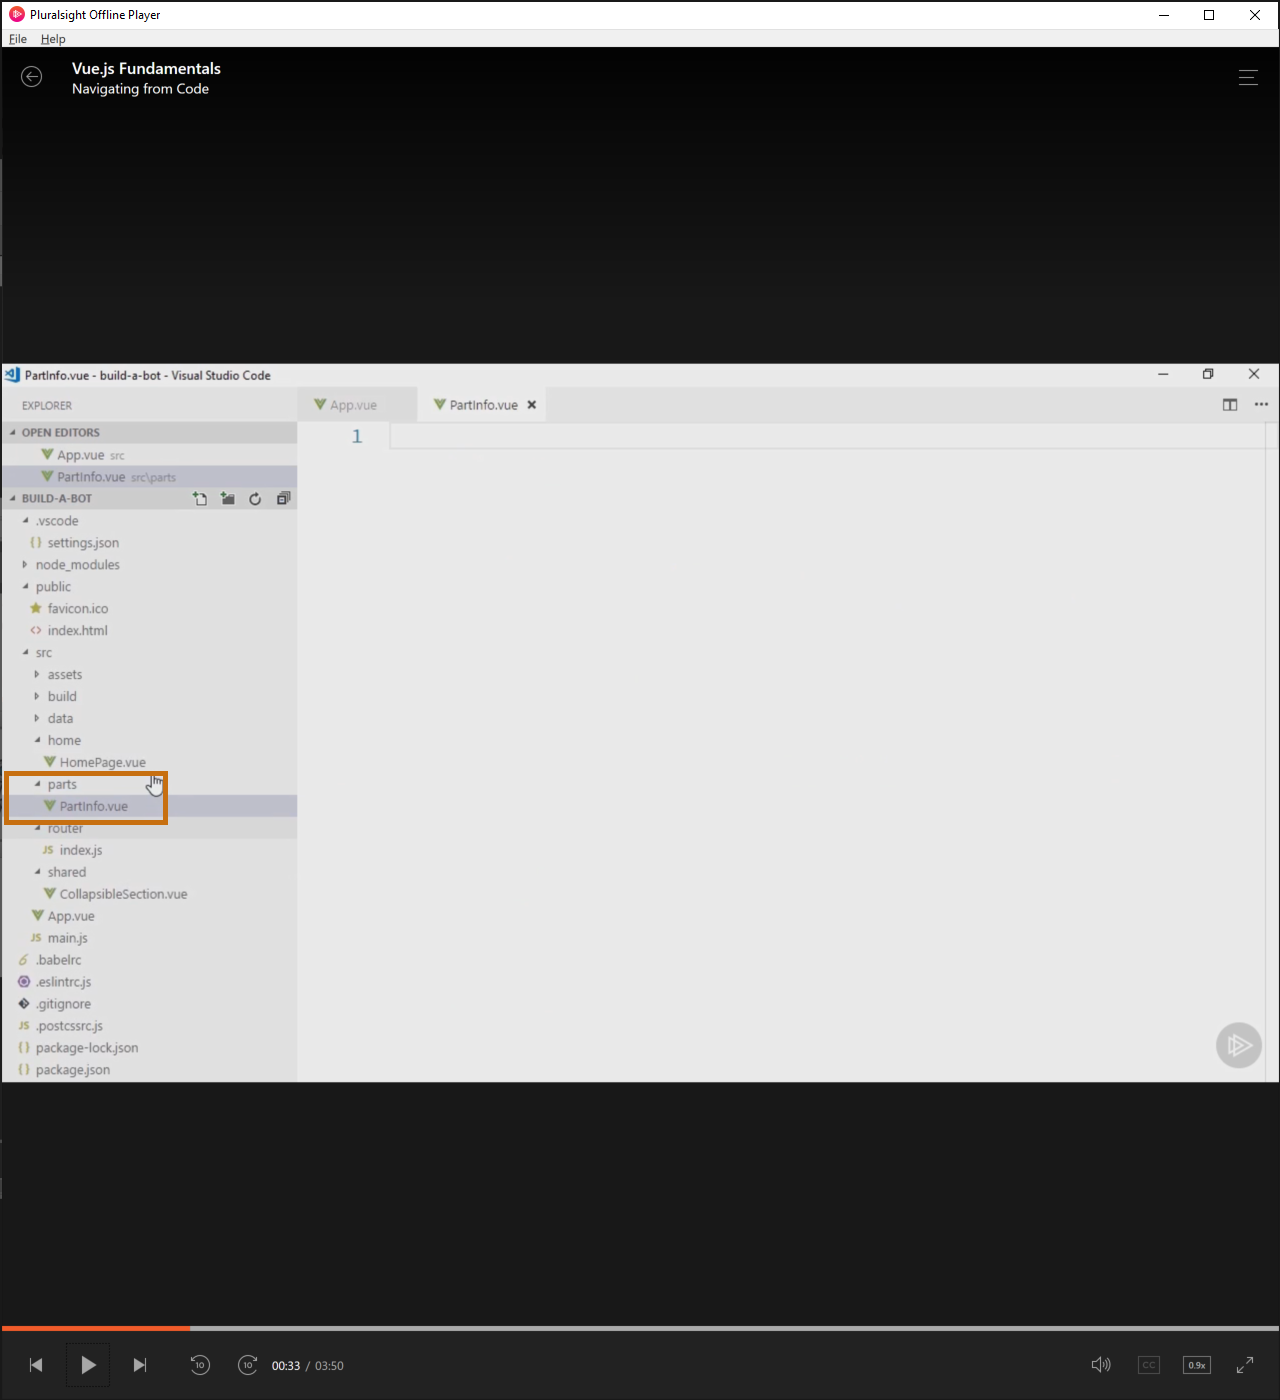 Pluralsight Offline Player
File Help
Vue.js Fundamentals
Navigating from Code
PartInfo.vue - build-a-bot - Visual Studio Code
EXPLORER
App.vue
PartInfo.vue
OPEN EDITORS
1
App.vue src
PartInfo.vue src\parts
BUILD-A-BOT
.vscode
{} settings.json
node_modules
public
favicon.ico
<> index.html
src
assets
build
data
home
HomePage.vue
parts
PartInfo.vue
router
JS index.js
shared
CollapsibleSection.vue
App.vue
JS main.js
.babelrc
.eslintrc.js
.gitignore
JS .postcssrc.js
{} package-lock.json
{} package.json
10
10
00:33 / 03:50
CC
0.9x